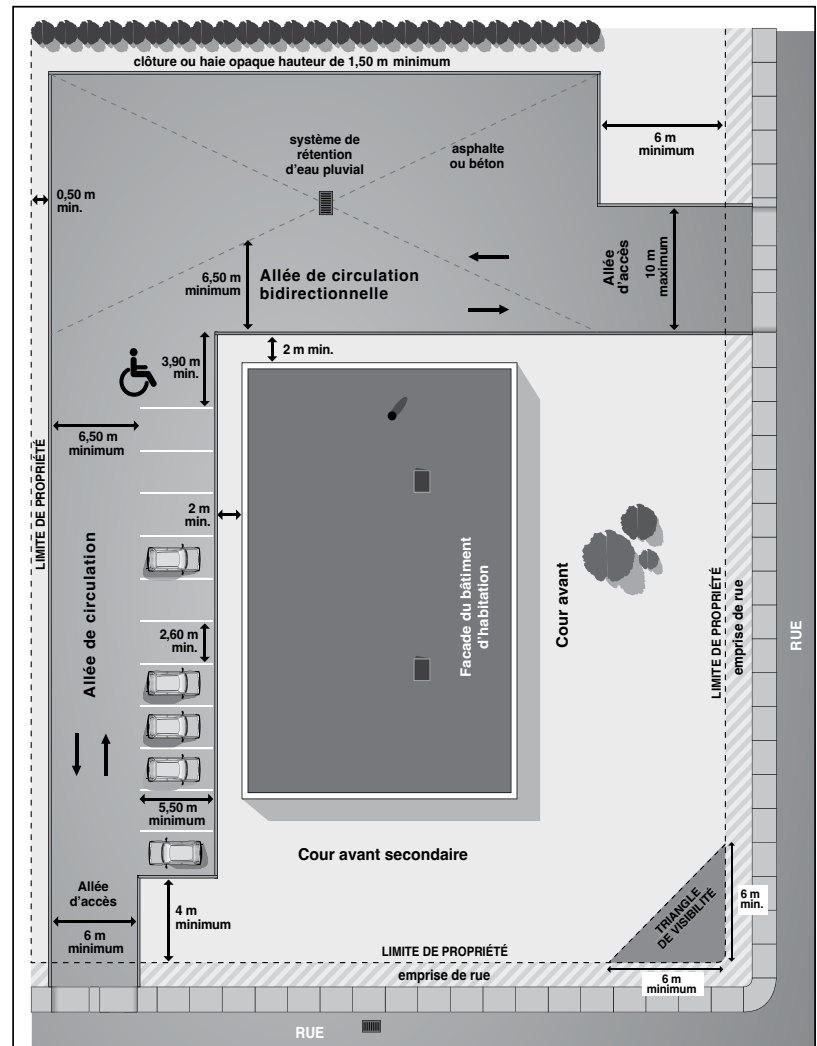 clôture ou haie opaque hauteur de 1,50 m minimum
système de
rétention
d'eau pluvial
asphalte
ou béton
6 m
minimum
0,50 m
min.
6,50 m
minimum
Allée de circulation
bidirectionnelle
Allée
d'accès
10 m
maximum
3,90 m
min.
2 m min.
6,50 m
minimum
LIMITE DE PROPRIÉTÉ
2 m
min.
Allée de circulation
Facade du bâtiment
d'habitation
Cour avant
LIMITE DE PROPRIÉTÉ
emprise de rue
RUE
2,60 m
min.
5,50 m
minimum
Cour avant secondaire
Allée
d'accès
6 m
minimum
4 m
minimum
TRIANGLE
DE VISIBILITÉ
6 m
min.
LIMITE DE PROPRIÉTÉ
emprise de rue
6 m
minimum
RUE